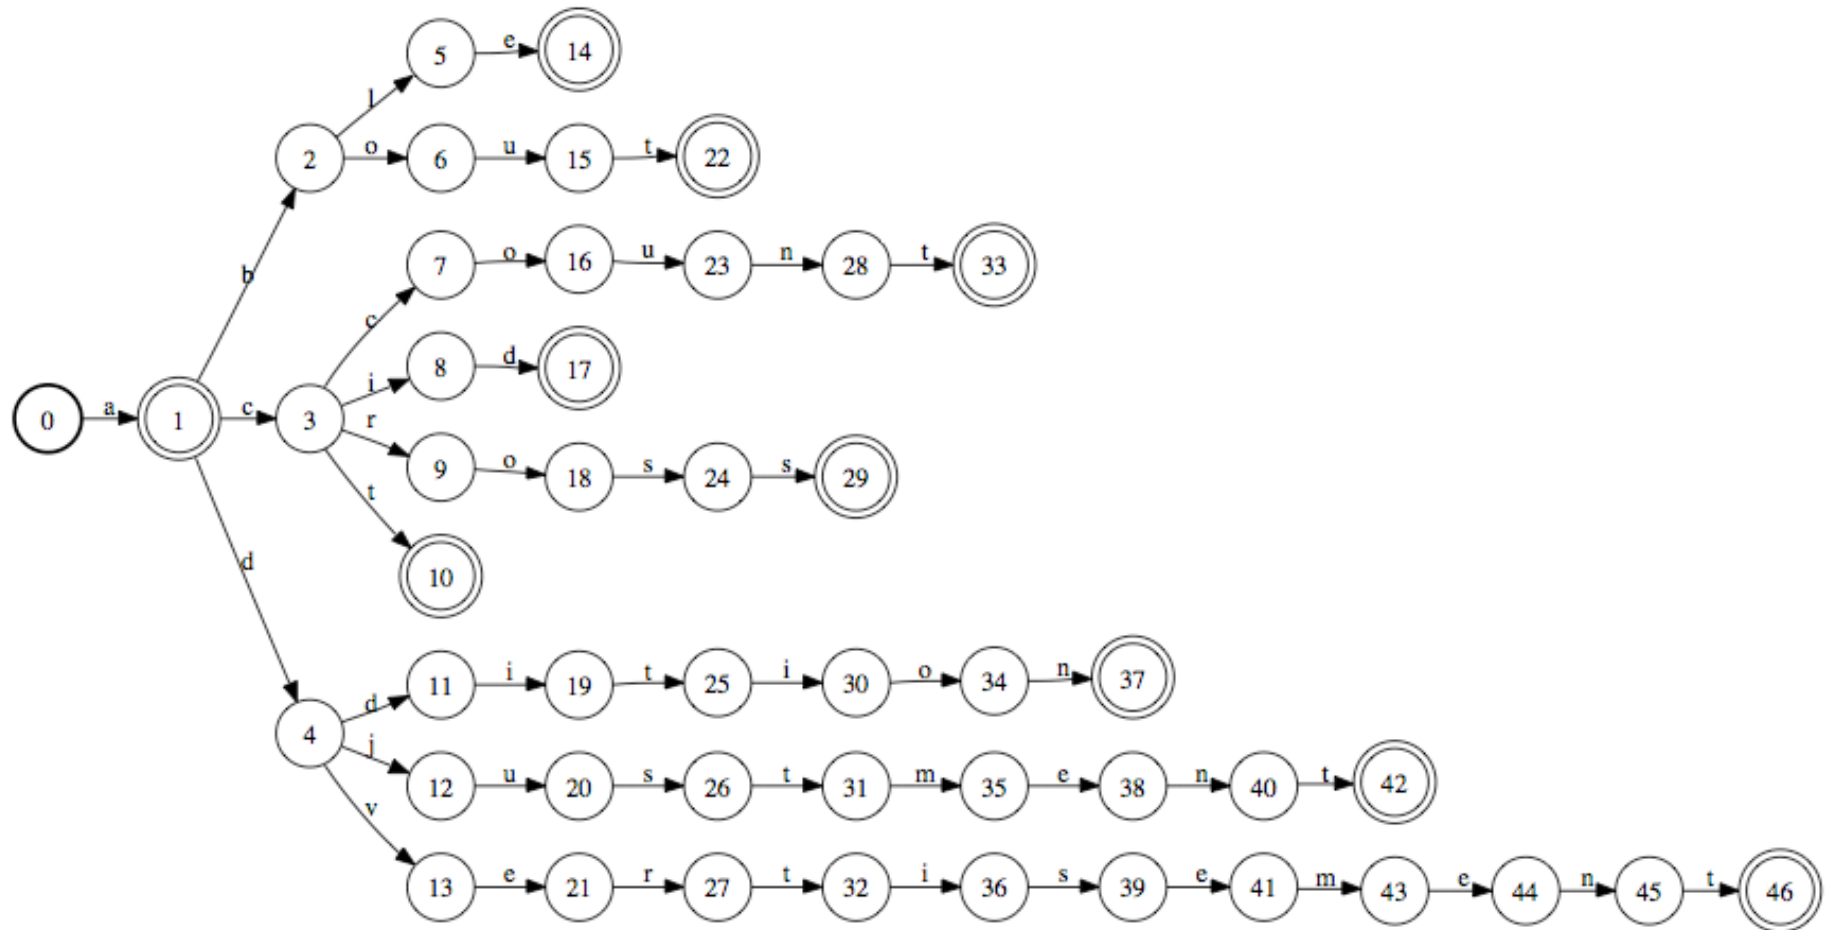 5 e 14
l
2 o 6 u 15 t 22
b
7 o 16 u 23 n 28 t 33
c
8 d 17
i
0 a 1 c 3
r
9 o 18 s 24 s 29
t
10
d
11 i 19 t 25 i 30 o 34 n 37
d
4
j
12 u 20 s 26 t 31 m 35 e 38 n 40 t 42
v
13 e 21 r 27 t 32 i 36 s 39 e 41 m 43 e 44 n 45 t 46